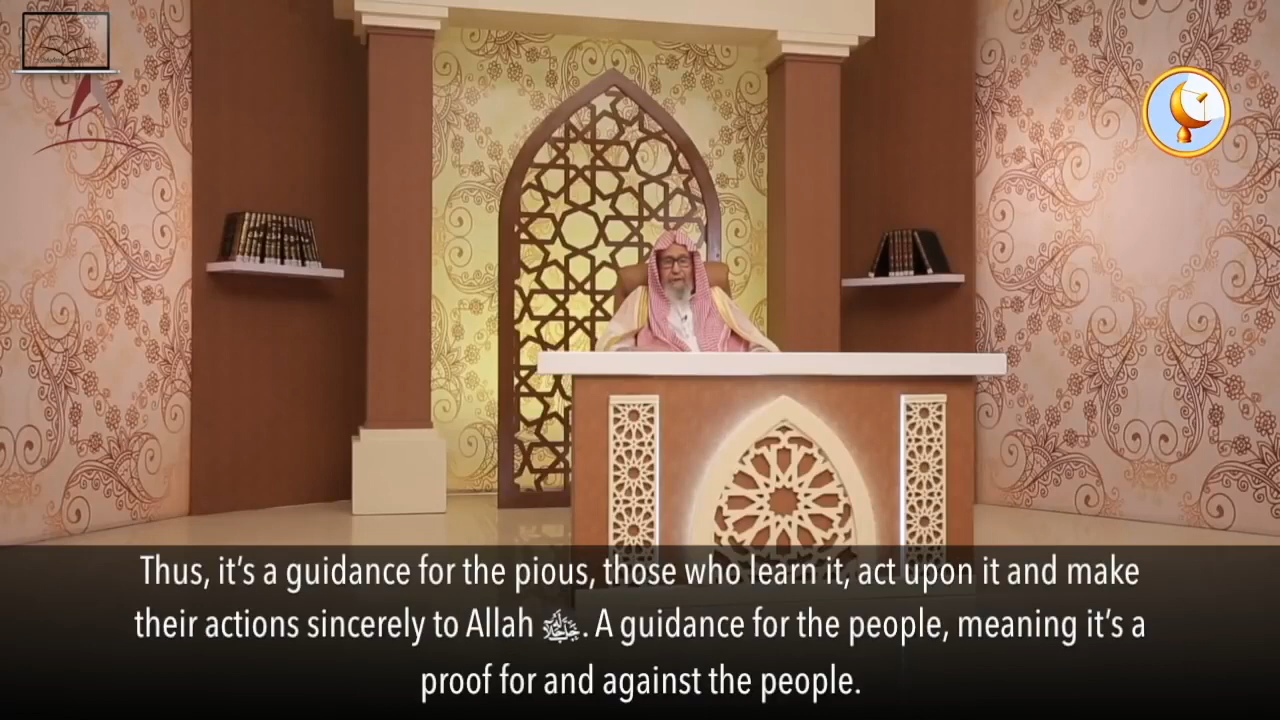 Thus, it's a guidance for the pious, those who learn it, act upon it and make
their actions sincerely to Allah ﷻ. A guidance for the people, meaning it's a
proof for and against the people.